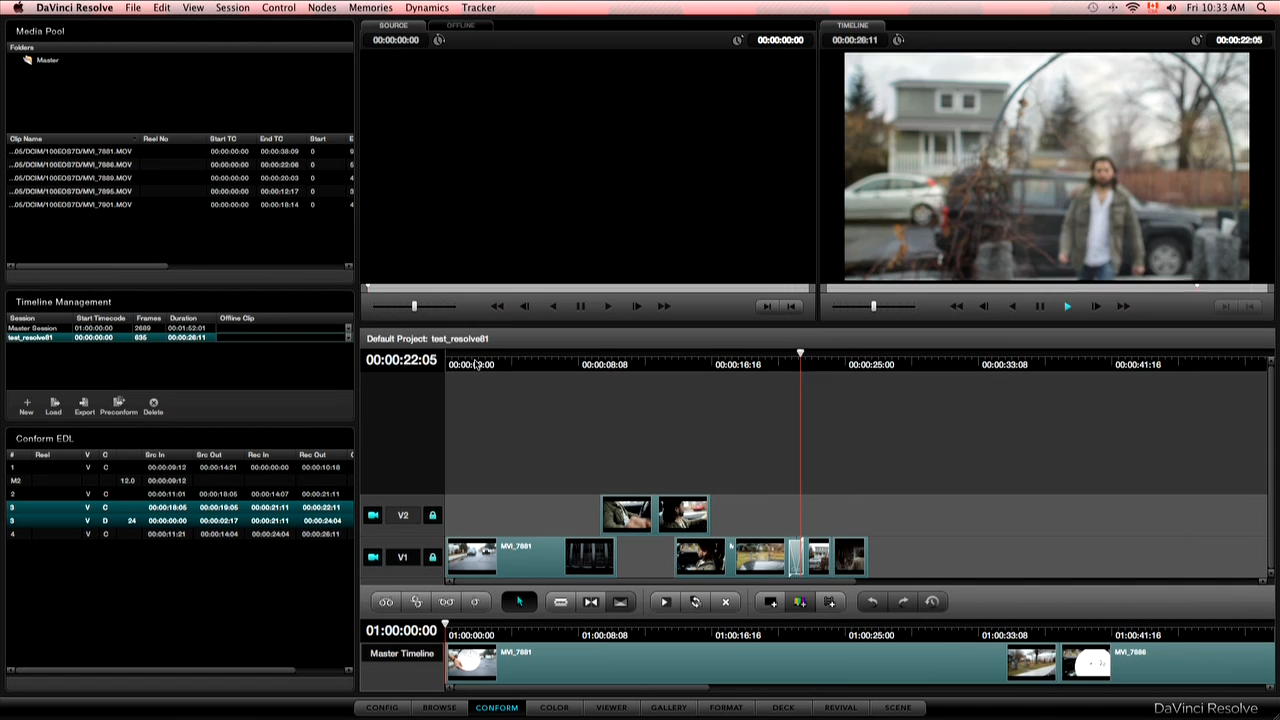 DaVinci Resolve File Edit View Session Control Nodes Memories Dynamics Tracker Fri 10:33 AM
Media Pool
Folders
Master
Clip Name Reel No Start TC End TC Start E
...05/DCIM/100EOS7D/MVI_7881.MOV 00:00:00:00 00:00:38:09 0
...05/DCIM/100EOS7D/MVI_7886.MOV 00:00:00:00 00:00:22:08 0
...05/DCIM/100EOS7D/MVI_7889.MOV 00:00:00:00 00:00:20:03 0
...05/DCIM/100EOS7D/MVI_7895.MOV 00:00:00:00 00:00:12:17 0
...05/DCIM/100EOS7D/MVI_7901.MOV 00:00:00:00 00:00:18:14 0
SOURCE OFFLINE
00:00:00:00 00:00:00:00
TIMELINE
00:00:26:11 00:00:22:05
Timeline Management
Session Start Timecode Frames Duration Offline Clip
Master Session 01:00:00:00 2689 00:01:52:01
test_resolve81 00:00:00:00 635 00:00:26:11
New Load Export Preconform Delete
Conform EDL
# Reel V C Src In Src Out Rec In Rec Out
1 V C 00:00:09:12 00:00:14:21 00:00:00:00 00:00:10:18
M2 12.0 00:00:09:12
2 V C 00:00:11:01 00:00:18:05 00:00:14:07 00:00:21:11
3 V C 00:00:18:05 00:00:19:05 00:00:21:11 00:00:22:11
3 V D 24 00:00:00:00 00:00:02:17 00:00:21:11 00:00:24:04
4 V C 00:00:11:21 00:00:14:04 00:00:24:04 00:00:26:11
Default Project: test_resolve81
00:00:22:05
00:00:08:08 00:00:16:16 00:00:25:00 00:00:33:08 00:00:41:16
V2
V1 MVI_7881
01:00:00:00
01:00:00:00 01:00:08:08 01:00:16:16 01:00:25:00 01:00:33:08 01:00:41:16
Master Timeline MVI_7881 MVI_7886
CONFIG BROWSE CONFORM COLOR VIEWER GALLERY FORMAT DECK REVIVAL SCENE DaVinci Resolve